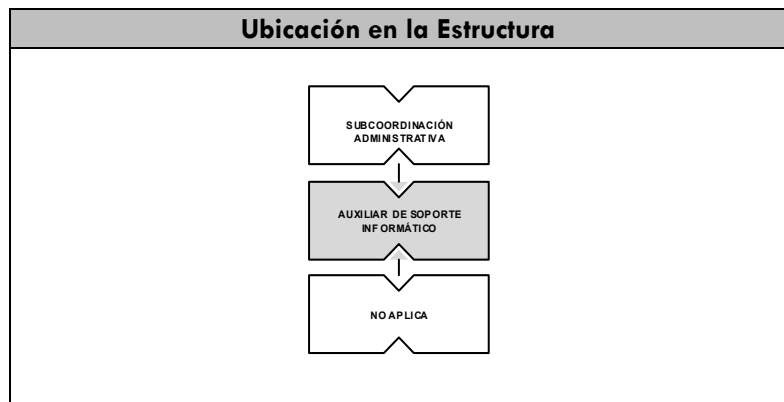 Ubicación en la Estructura
SUBCOORDINACIÓN
ADMINISTRATIVA
AUXILIAR DE SOPORTE
INFORMÁTICO
NO APLICA